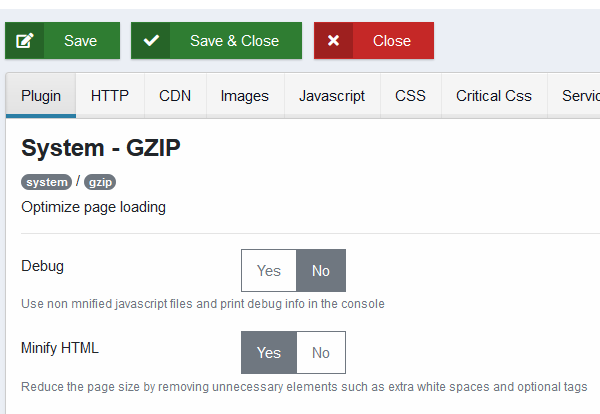 Save Save & Close Close
Plugin HTTP CDN Images Javascript CSS Critical Css Servic
System - GZIP
system / gzip
Optimize page loading
Debug Yes No
Use non mnified javascript files and print debug info in the console
Minify HTML Yes No
Reduce the page size by removing unnecessary elements such as extra white spaces and optional tags